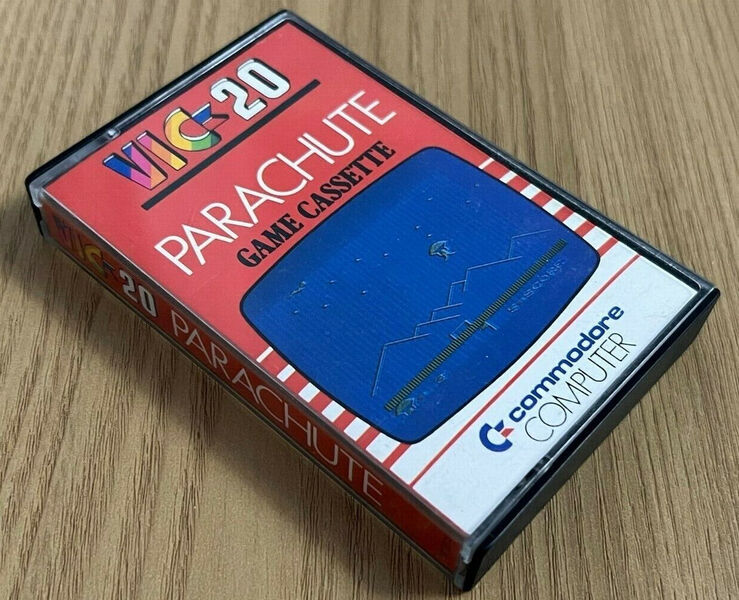 VIC-20
PARACHUTE
GAME CASSETTE
commodore
COMPUTER
VIC-20 PARACHUTE